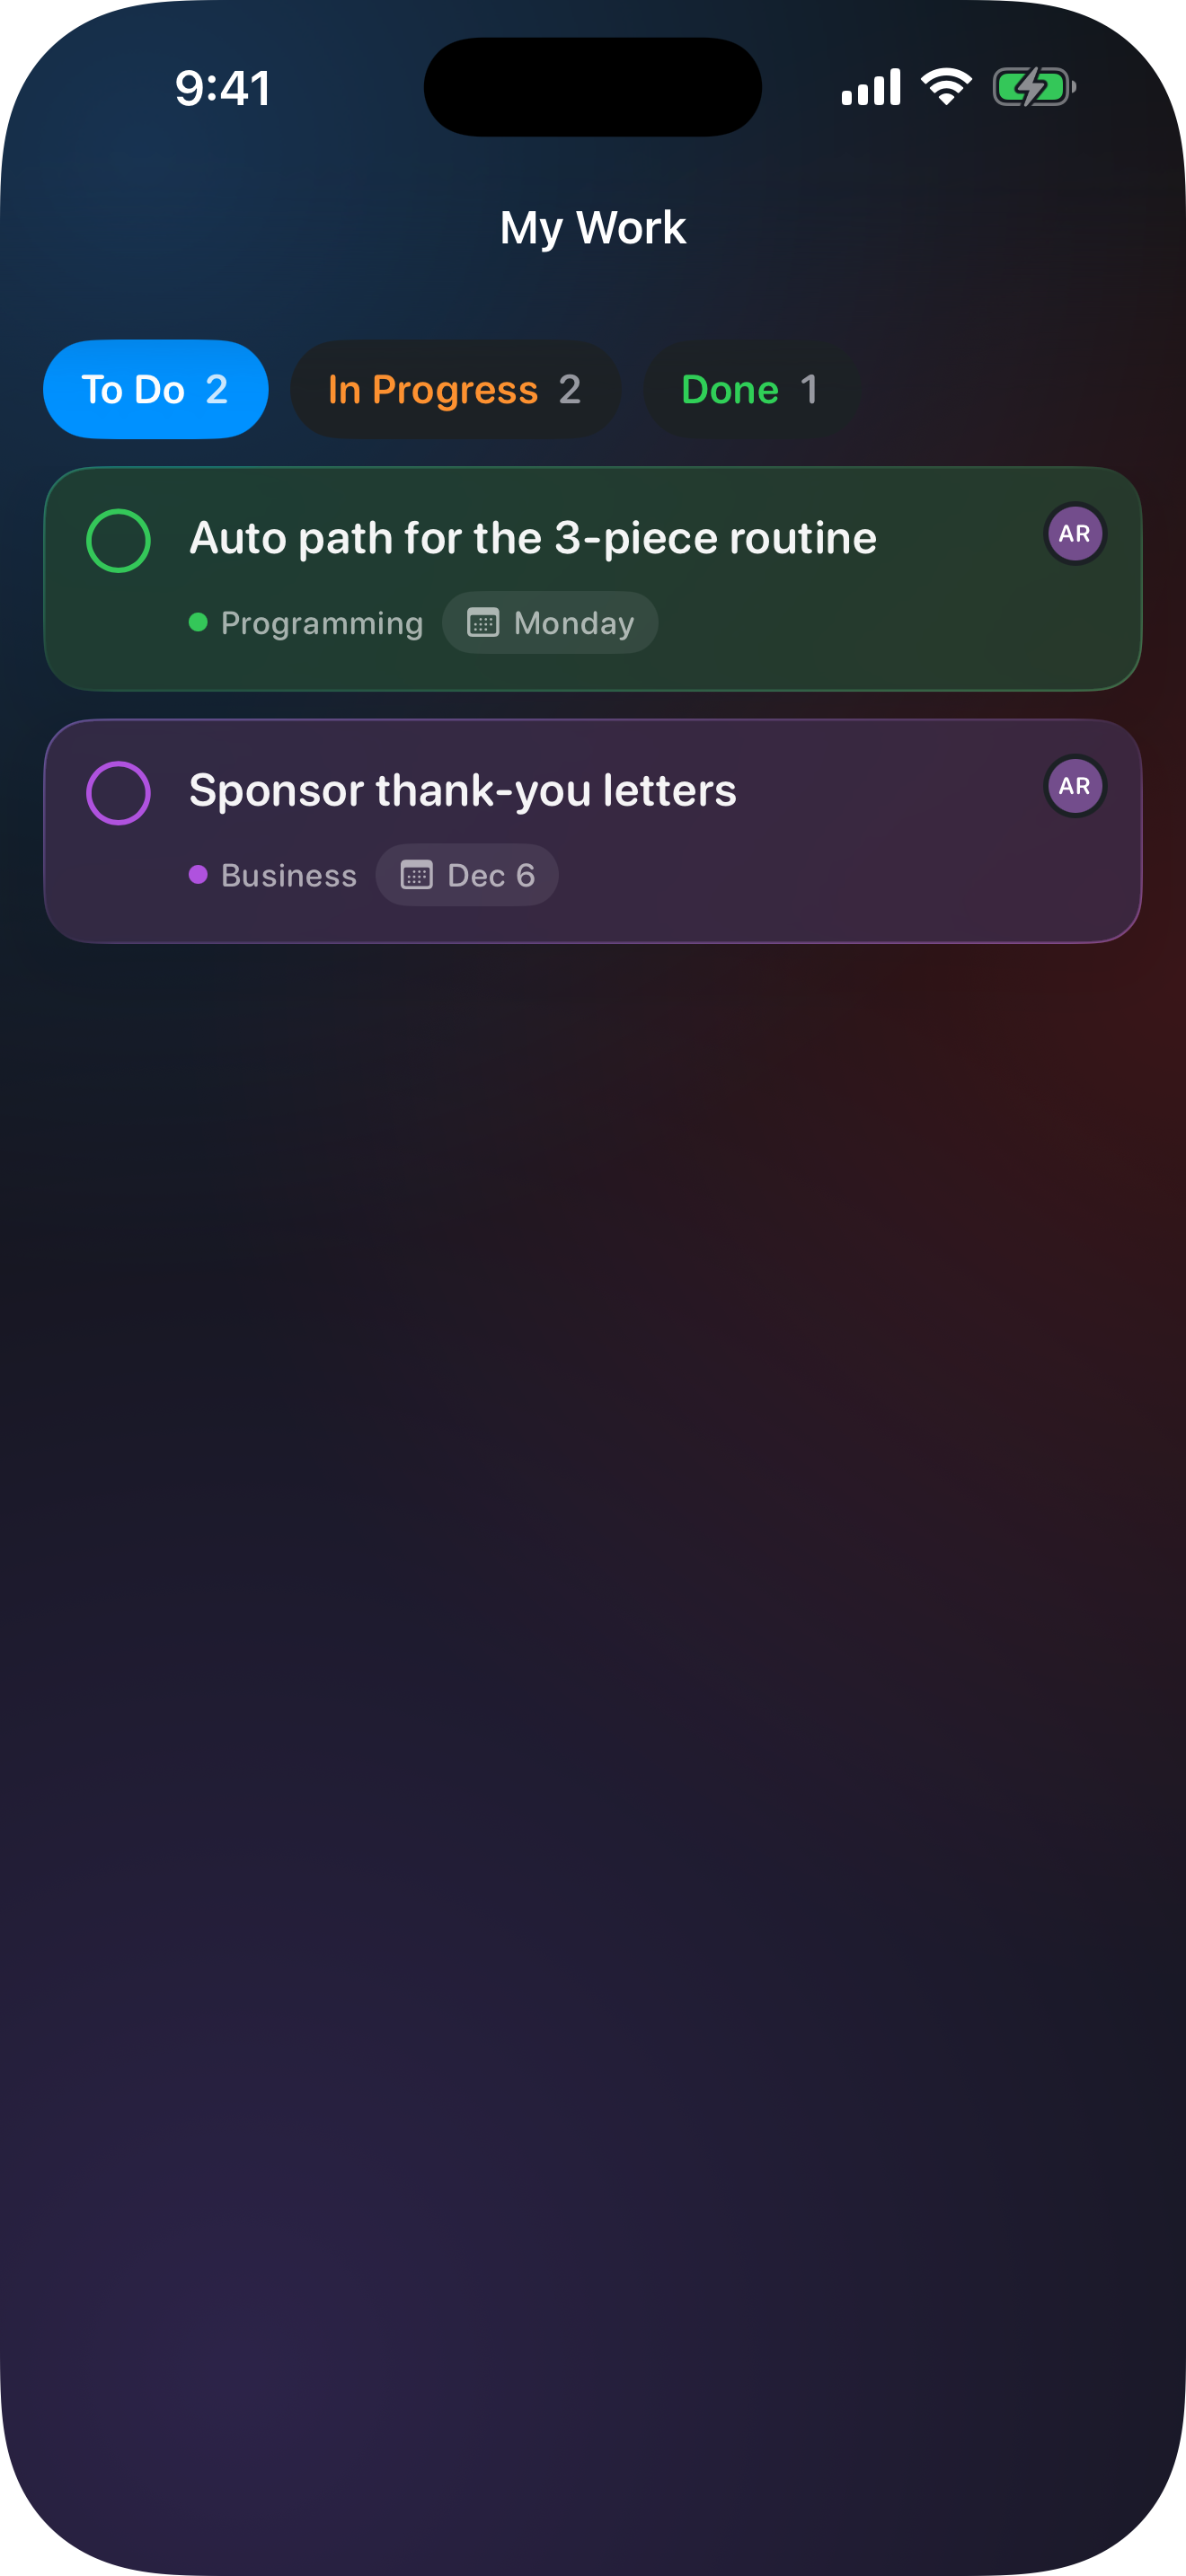 9:41
My Work
To Do 2 In Progress 2 Done 1
Auto path for the 3-piece routine AR
Programming Monday
Sponsor thank-you letters AR
Business Dec 6